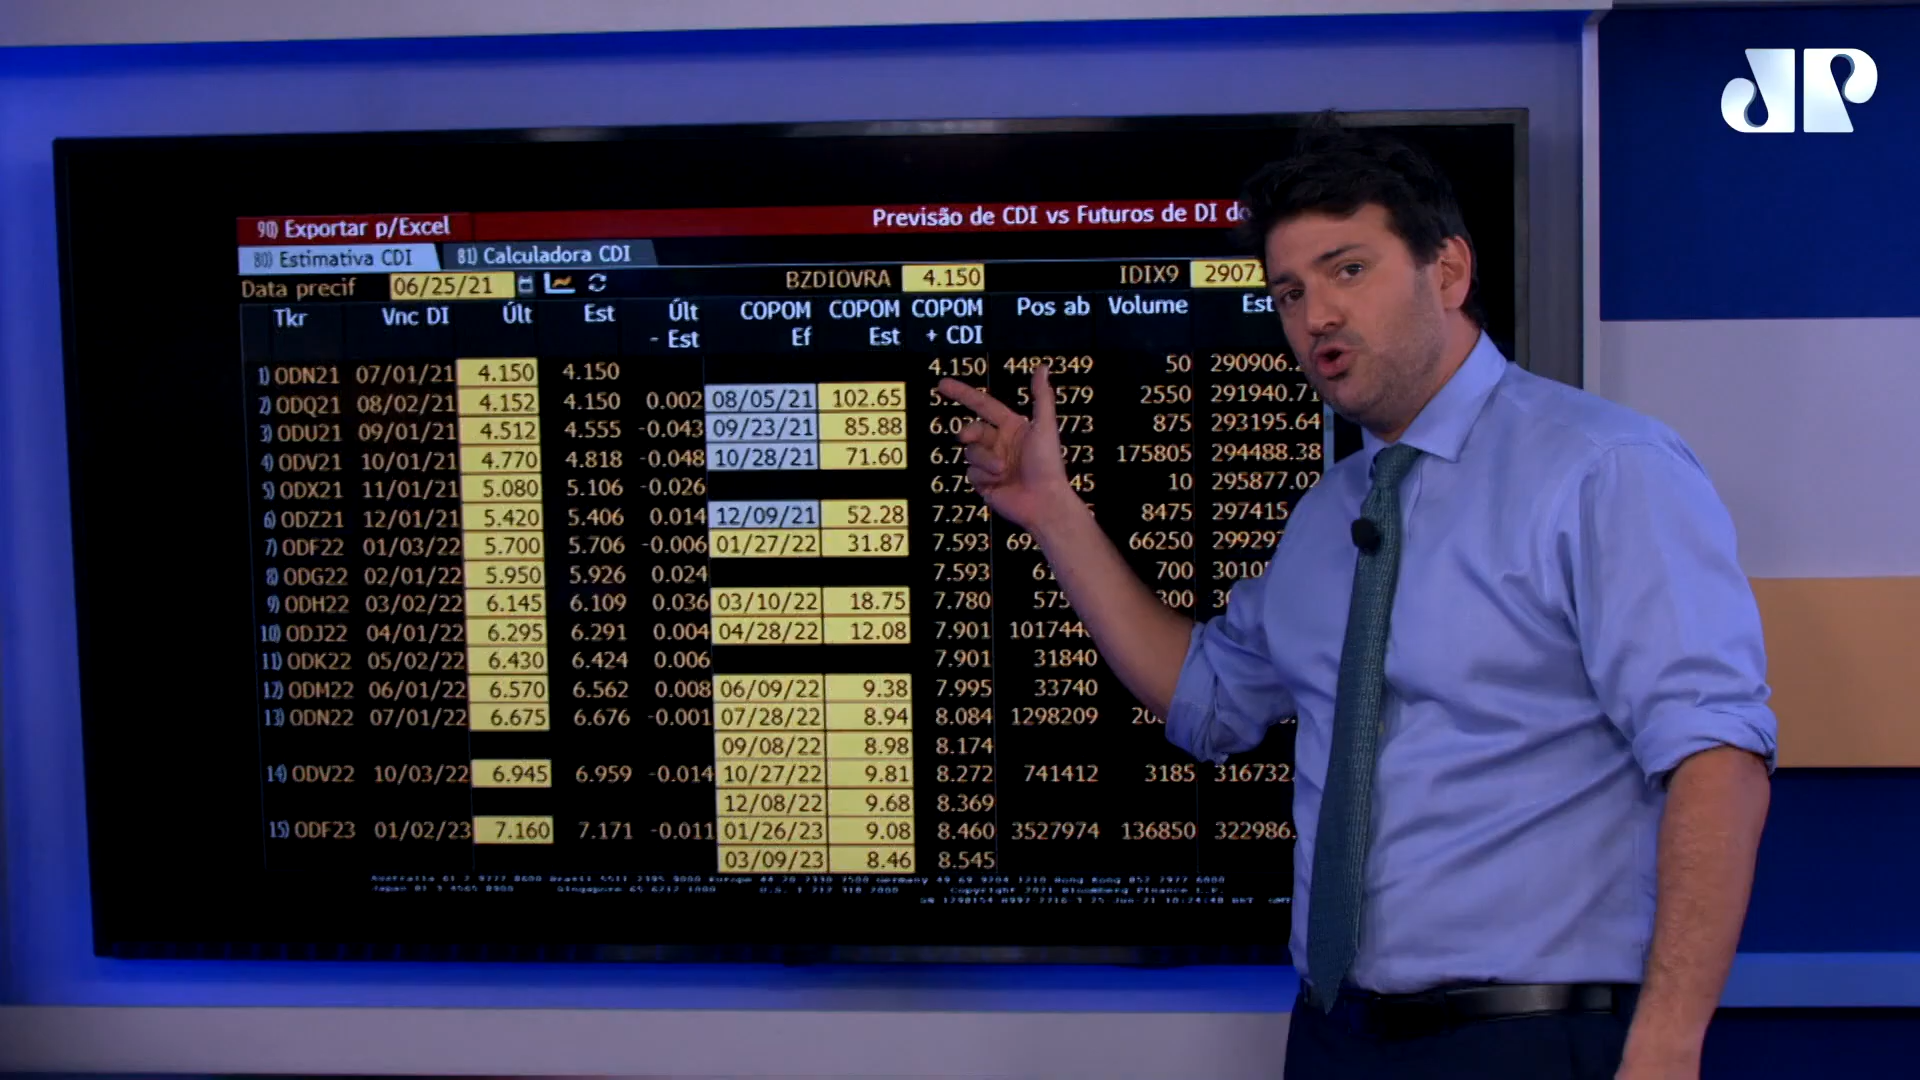 JP
90) Exportar p/Excel Previsão de CDI vs Futuros de DI
80) Estimativa CDI 81) Calculadora CDI
Data precif 06/25/21 BZDIOVRA 4.150 IDIX9
Tkr Vnc DI Últ Est Últ COPOM COPOM COPOM Pos ab Volume Est
- Est Ef Est + CDI
1) ODN21 07/01/21 4.150 4.150 4.150 4482349 50
2) ODQ21 08/02/21 4.152 4.150 0.002 08/05/21 102.65 2550 291940.71
3) ODU21 09/01/21 4.512 4.555 -0.043 09/23/21 85.88 875 293195.64
4) ODV21 10/01/21 4.770 4.818 -0.048 10/28/21 71.60 175805 294488.38
5) ODX21 11/01/21 5.080 5.106 -0.026 10 295877.02
6) ODZ21 12/01/21 5.420 5.406 0.014 12/09/21 52.28 7.274 8475
7) ODF22 01/03/22 5.700 5.706 -0.006 01/27/22 31.87 7.593 66250
8) ODG22 02/01/22 5.950 5.926 0.024 7.593 700
9) ODH22 03/02/22 6.145 6.109 0.036 03/10/22 18.75 7.780
10) ODJ22 04/01/22 6.295 6.291 0.004 04/28/22 12.08 7.901
11) ODK22 05/02/22 6.430 6.424 0.006 7.901 31840
12) ODM22 06/01/22 6.570 6.562 0.008 06/09/22 9.38 7.995 33740
13) ODN22 07/01/22 6.675 6.676 -0.001 07/28/22 8.94 8.084 1298209
09/08/22 8.98 8.174
14) ODV22 10/03/22 6.945 6.959 -0.014 10/27/22 9.81 8.272 741412 3185
12/08/22 9.68 8.369
15) ODF23 01/02/23 7.160 7.171 -0.011 01/26/23 9.08 8.460 3527974 136850
03/09/23 8.46 8.545